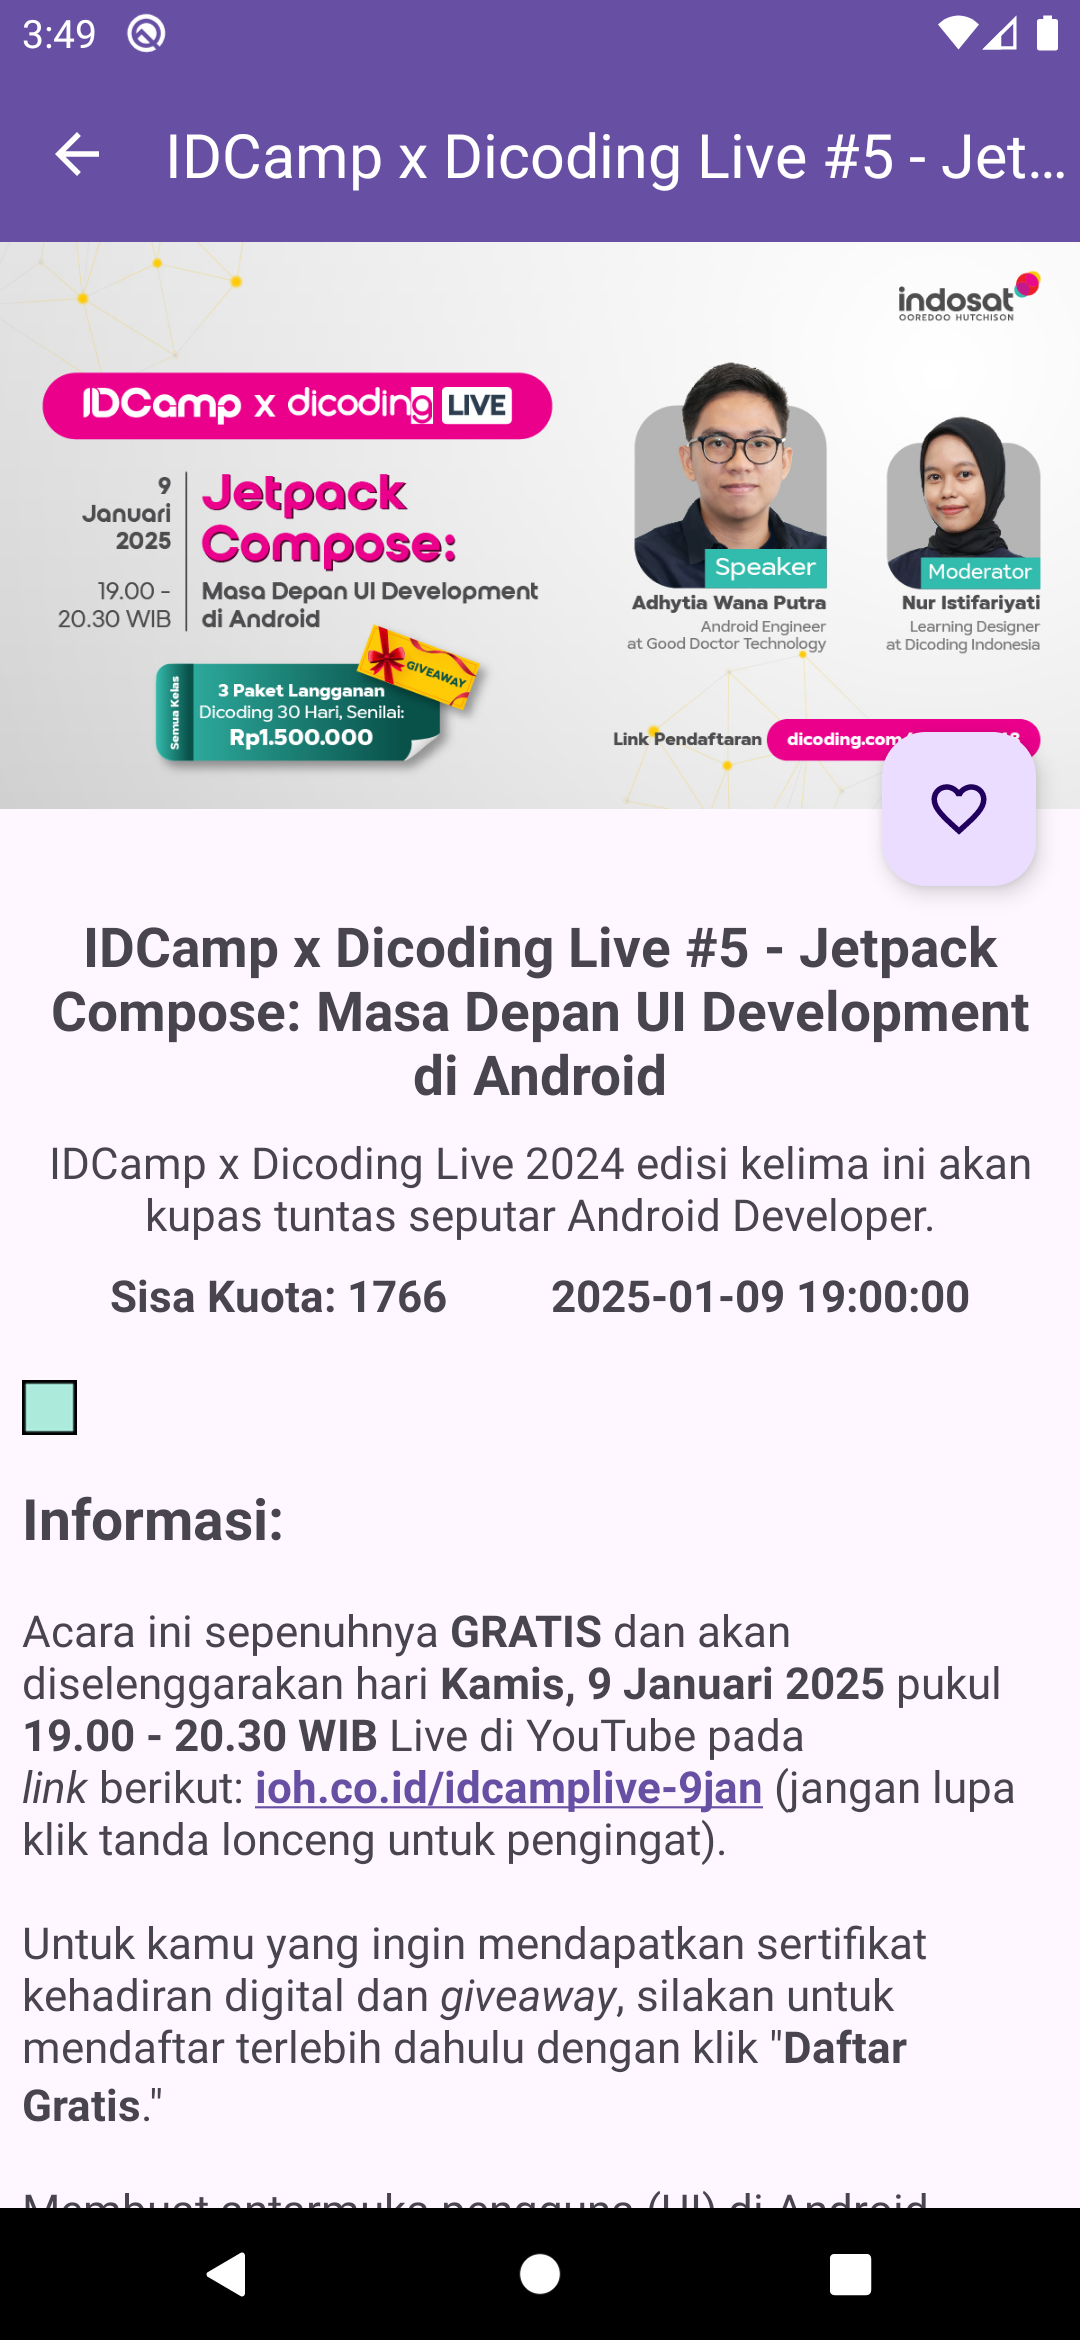 3:49
IDCamp x Dicoding Live #5 - Jet...
indosat
OOREDOO HUTCHISON
IDCamp x dicoding LIVE
9
Januari
2025
19.00 -
20.30 WIB
Jetpack
Compose:
Masa Depan UI Development
di Android
Speaker
Adhytia Wana Putra
Android Engineer
at Good Doctor Technology
Moderator
Nur Istifariyati
Learning Designer
at Dicoding Indonesia
GIVEAWAY
Semua Kelas
3 Paket Langganan
Dicoding 30 Hari, Senilai:
Rp1.500.000
Link Pendaftaran dicoding.com
IDCamp x Dicoding Live #5 - Jetpack
Compose: Masa Depan UI Development
di Android
IDCamp x Dicoding Live 2024 edisi kelima ini akan
kupas tuntas seputar Android Developer.
Sisa Kuota: 1766 2025-01-09 19:00:00
Informasi:
Acara ini sepenuhnya GRATIS dan akan
diselenggarakan hari Kamis, 9 Januari 2025 pukul
19.00 - 20.30 WIB Live di YouTube pada
link berikut: ioh.co.id/idcamplive-9jan (jangan lupa
klik tanda lonceng untuk pengingat).
Untuk kamu yang ingin mendapatkan sertifikat
kehadiran digital dan giveaway, silakan untuk
mendaftar terlebih dahulu dengan klik "Daftar
Gratis."
Membuat antarmuka pengguna (UI) di Android